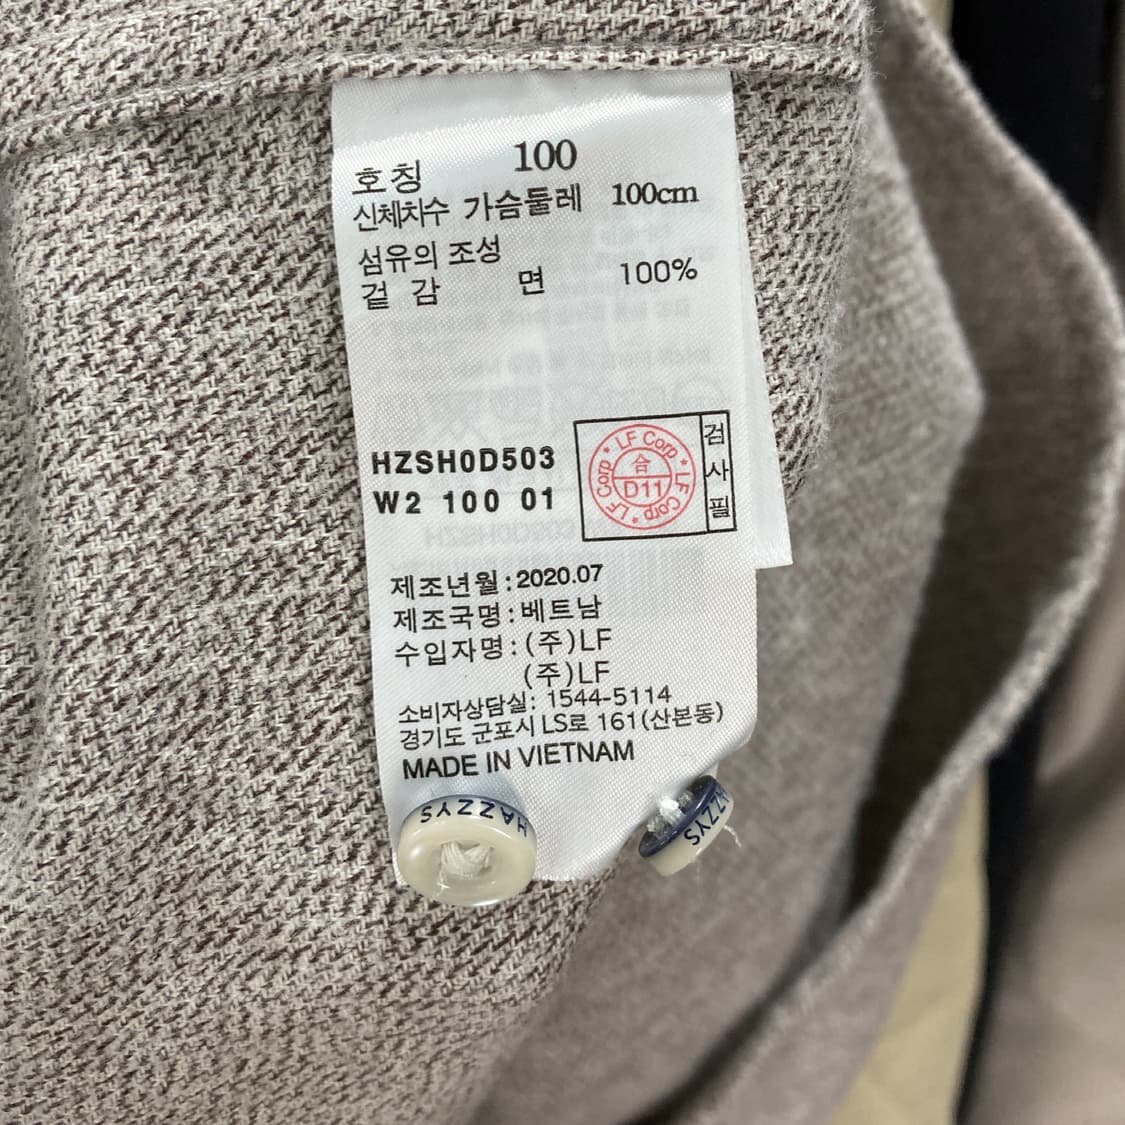 호칭 100
신체치수 가슴둘레 100cm
섬유의 조성
겉 감 면 100%
HZSH0D503
W2 100 01
LF Corp * LF Corp * LF Corp *
合
D11
검사필
제조년월:2020.07
제조국명:베트남
수입자명:(주)LF
(주)LF
소비자상담실: 1544-5114
경기도 군포시 LS로 161(산본동)
MADE IN VIETNAM
HAZZYS
HAZZYS